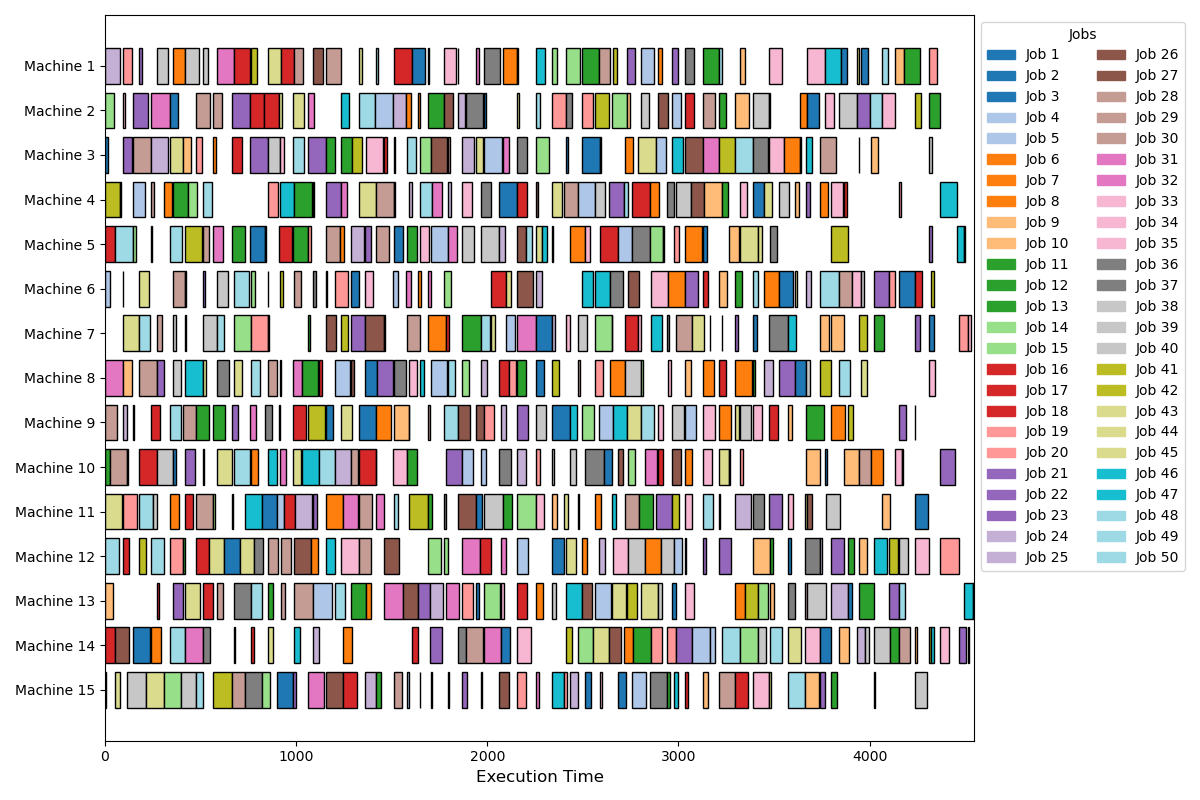 Machine 1
Machine 2
Machine 3
Machine 4
Machine 5
Machine 6
Machine 7
Machine 8
Machine 9
Machine 10
Machine 11
Machine 12
Machine 13
Machine 14
Machine 15
0 1000 2000 3000 4000
Execution Time
Jobs
Job 1
Job 2
Job 3
Job 4
Job 5
Job 6
Job 7
Job 8
Job 9
Job 10
Job 11
Job 12
Job 13
Job 14
Job 15
Job 16
Job 17
Job 18
Job 19
Job 20
Job 21
Job 22
Job 23
Job 24
Job 25
Job 26
Job 27
Job 28
Job 29
Job 30
Job 31
Job 32
Job 33
Job 34
Job 35
Job 36
Job 37
Job 38
Job 39
Job 40
Job 41
Job 42
Job 43
Job 44
Job 45
Job 46
Job 47
Job 48
Job 49
Job 50